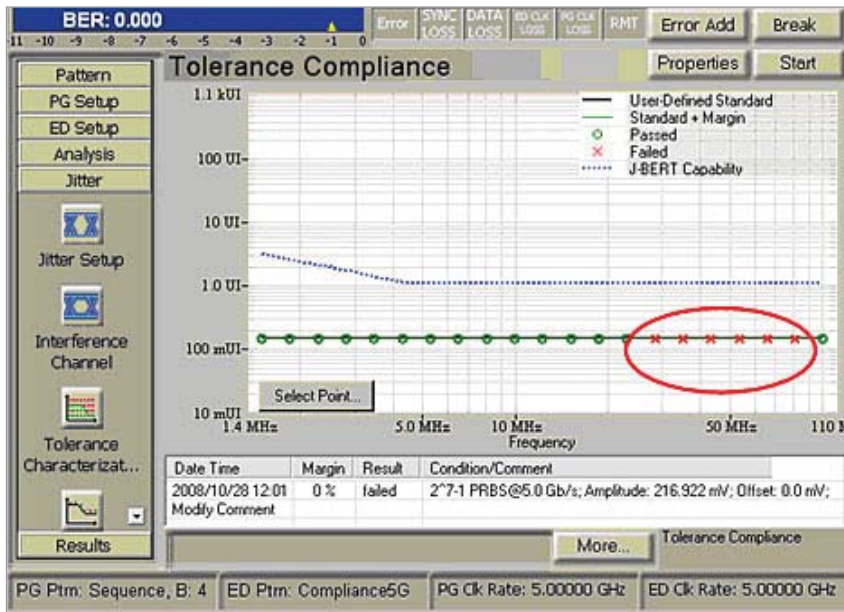 BER: 0.000
11 -10 -9 -8 -7 -6 -5 -4 -3 -2 -1 0
Error
SYNC LOSS
DATA LOSS
ED CLK LOSS
PG CLK LOSS
RMT
Error Add
Break
Tolerance Compliance
Properties
Start
Pattern
PG Setup
ED Setup
Analysis
Jitter
Jitter Setup
Interference
Channel
Tolerance
Characterizat...
Results
1.1 kUI
100 UI
10 UI
1.0 UI
100 mUI
10 mUI
User-Defined Standard
Standard + Margin
Passed
Failed
J-BERT Capability
Select Point...
1.4 MHz 5.0 MHz 10 MHz 50 MHz 110 M
Frequency
Date Time Margin Result Condition/Comment
2008/10/28 12:01 0 % failed 2^7-1 PRBS@5.0 Gb/s; Amplitude: 216.922 mV; Offset: 0.0 mV;
Modify Comment
More...
Tolerance Compliance
PG Ptrn: Sequence, B: 4
ED Ptrn: Compliance5G
PG Clk Rate: 5.00000 GHz
ED Clk Rate: 5.00000 GHz